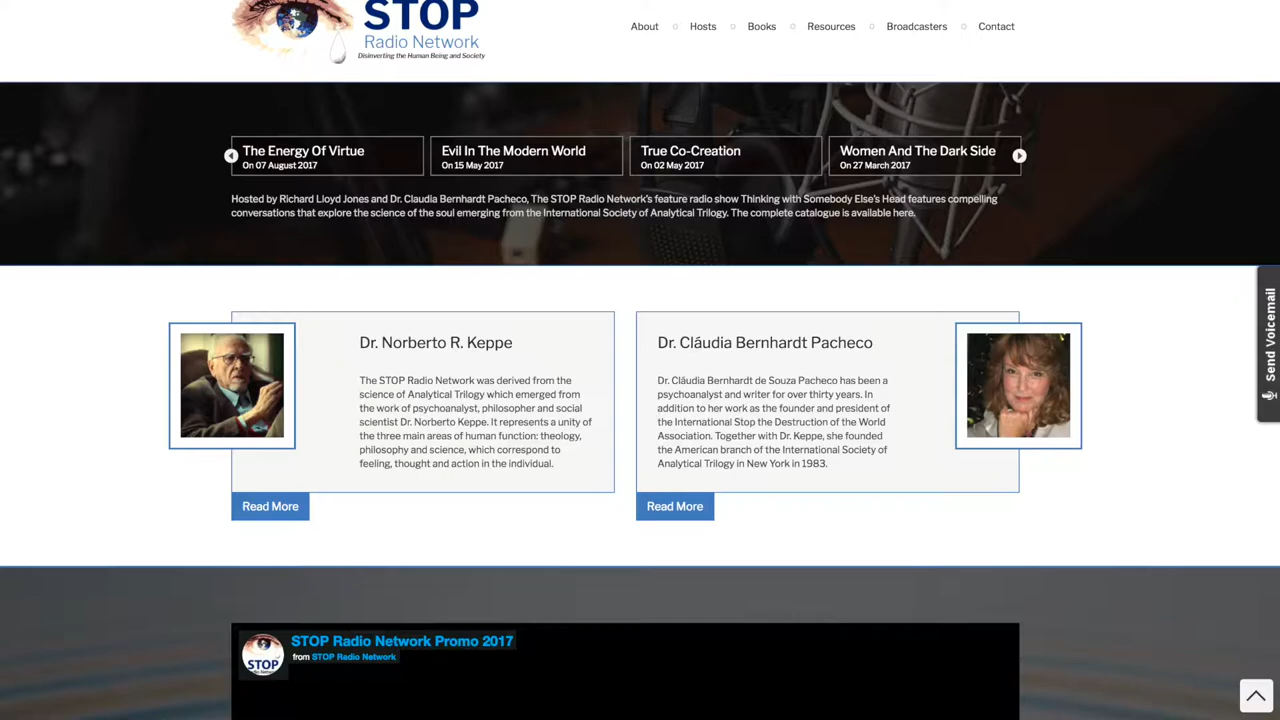 STOP
Radio Network
Disinverting the Human Being and Society
About
Hosts
Books
Resources
Broadcasters
Contact
The Energy Of Virtue
On 07 August 2017
Evil In The Modern World
On 15 May 2017
True Co-Creation
On 02 May 2017
Women And The Dark Side
On 27 March 2017
Hosted by Richard Lloyd Jones and Dr. Claudia Bernhardt Pacheco, The STOP Radio Network's feature radio show Thinking with Somebody Else's Head features compelling
conversations that explore the science of the soul emerging from the International Society of Analytical Trilogy. The complete catalogue is available here.
Send Voicemail
Dr. Norberto R. Keppe
The STOP Radio Network was derived from the
science of Analytical Trilogy which emerged from
the work of psychoanalyst, philosopher and social
scientist Dr. Norberto Keppe. It represents a unity of
the three main areas of human function: theology,
philosophy and science, which correspond to
feeling, thought and action in the individual.
Read More
Dr. Cláudia Bernhardt Pacheco
Dr. Cláudia Bernhardt de Souza Pacheco has been a
psychoanalyst and writer for over thirty years. In
addition to her work as the founder and president of
the International Stop the Destruction of the World
Association. Together with Dr. Keppe, she founded
the American branch of the International Society of
Analytical Trilogy in New York in 1983.
Read More
STOP Radio Network Promo 2017
from STOP Radio Network
STOP